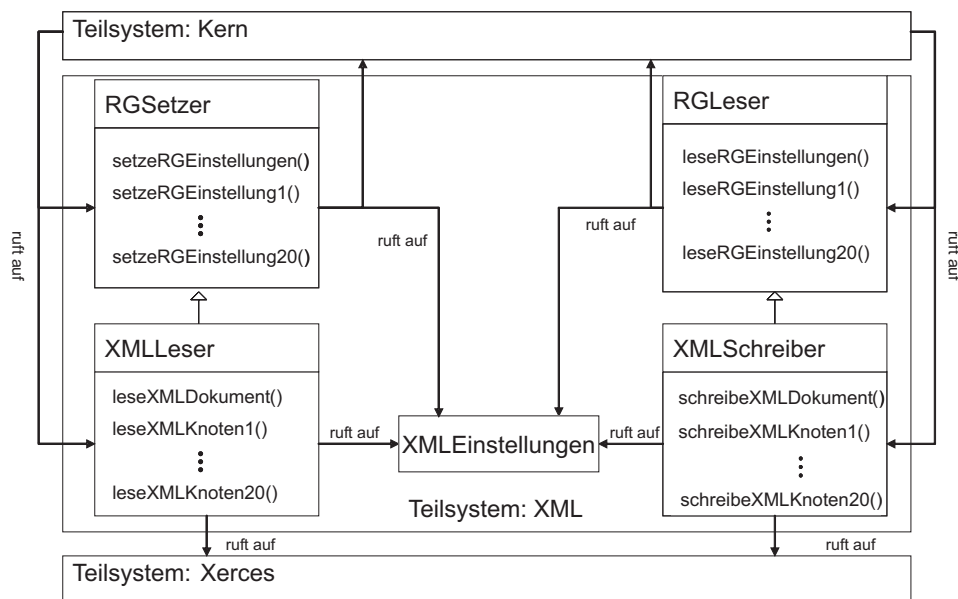 Teilsystem: Kern
RGSetzer
setzeRGEinstellungen()
setzeRGEinstellung1()
setzeRGEinstellung20()
RGLeser
leseRGEinstellungen()
leseRGEinstellung1()
leseRGEinstellung20()
ruft auf
ruft auf
ruft auf
ruft auf
XMLLeser
leseXMLDokument()
leseXMLKnoten1()
leseXMLKnoten20()
ruft auf
XMLEinstellungen
ruft auf
XMLSchreiber
schreibeXMLDokument()
schreibeXMLKnoten1()
schreibeXMLKnoten20()
Teilsystem: XML
ruft auf
ruft auf
Teilsystem: Xerces